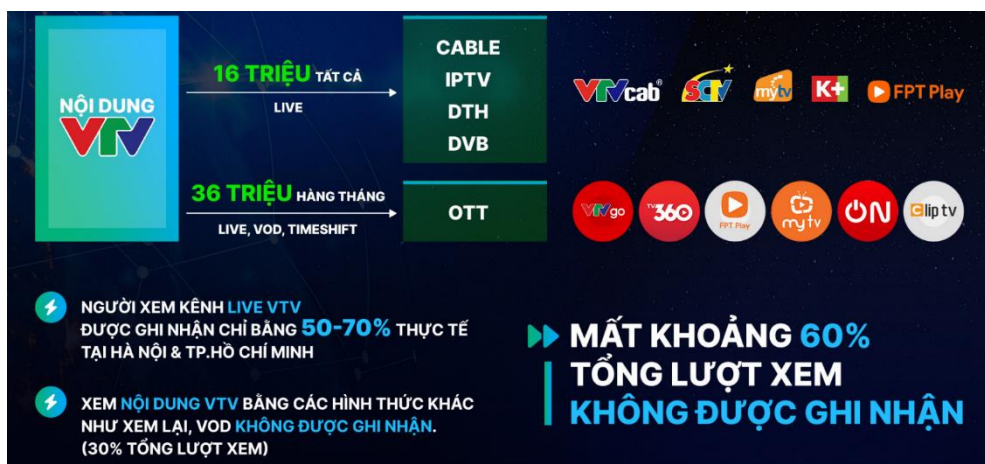 NỘI DUNG
VTV
16 TRIỆU TẤT CẢ
LIVE
CABLE
IPTV
DTH
DVB
VTVcab®
SCTV
mytv
K+
FPT Play
36 TRIỆU HÀNG THÁNG
LIVE, VOD, TIMESHIFT
OTT
VTVgo
TV360
FPT Play
mytv
ON
Clip tv
NGƯỜI XEM KÊNH LIVE VTV
ĐƯỢC GHI NHẬN CHỈ BẰNG 50-70% THỰC TẾ
TẠI HÀ NỘI & TP.HỒ CHÍ MINH
XEM NỘI DUNG VTV BẰNG CÁC HÌNH THỨC KHÁC
NHƯ XEM LẠI, VOD KHÔNG ĐƯỢC GHI NHẬN.
(30% TỔNG LƯỢT XEM)
MẤT KHOẢNG 60%
TỔNG LƯỢT XEM
KHÔNG ĐƯỢC GHI NHẬN